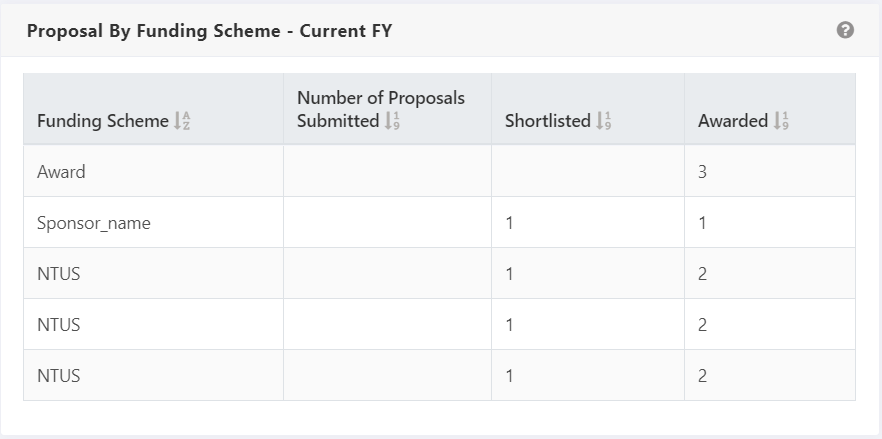 Proposal By Funding Scheme - Current FY
Number of Proposals
Funding Scheme Submitted Shortlisted Awarded
Award 3
Sponsor_name 1 1
NTUS 1 2
NTUS 1 2
NTUS 1 2